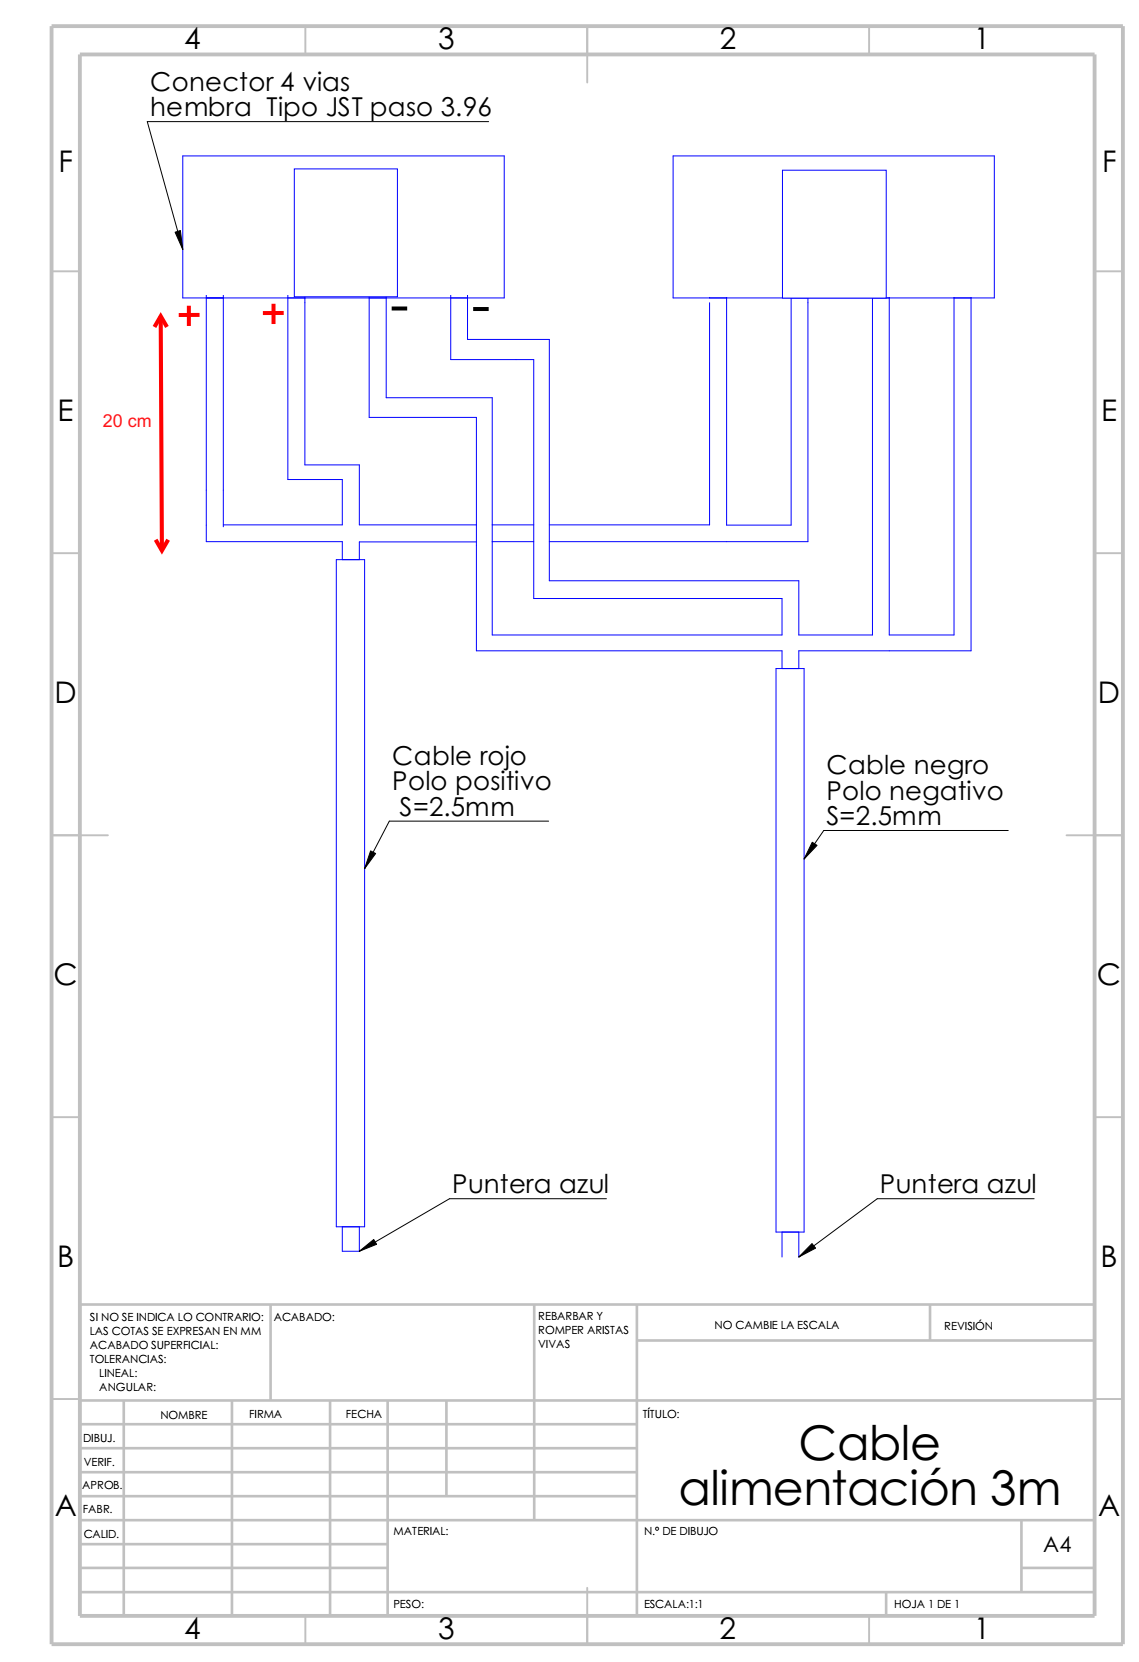 4 3 2 1
Conector 4 vias
hembra Tipo JST paso 3.96
F F
+ + - -
20 cm
E E
D D
Cable rojo
Polo positivo
S=2.5mm
Cable negro
Polo negativo
S=2.5mm
C C
Puntera azul
Puntera azul
B B
SI NO SE INDICA LO CONTRARIO:
LAS COTAS SE EXPRESAN EN MM
ACABADO SUPERFICIAL:
TOLERANCIAS:
LINEAL:
ANGULAR:
ACABADO:
REBARBAR Y
ROMPER ARISTAS
VIVAS
NO CAMBIE LA ESCALA
REVISIÓN
NOMBRE FIRMA FECHA
DIBUJ.
VERIF.
APROB.
FABR.
CALID.
TÍTULO:
Cable
alimentación 3m
A A
MATERIAL:
N.º DE DIBUJO
A4
PESO:
ESCALA:1:1
HOJA 1 DE 1
4 3 2 1